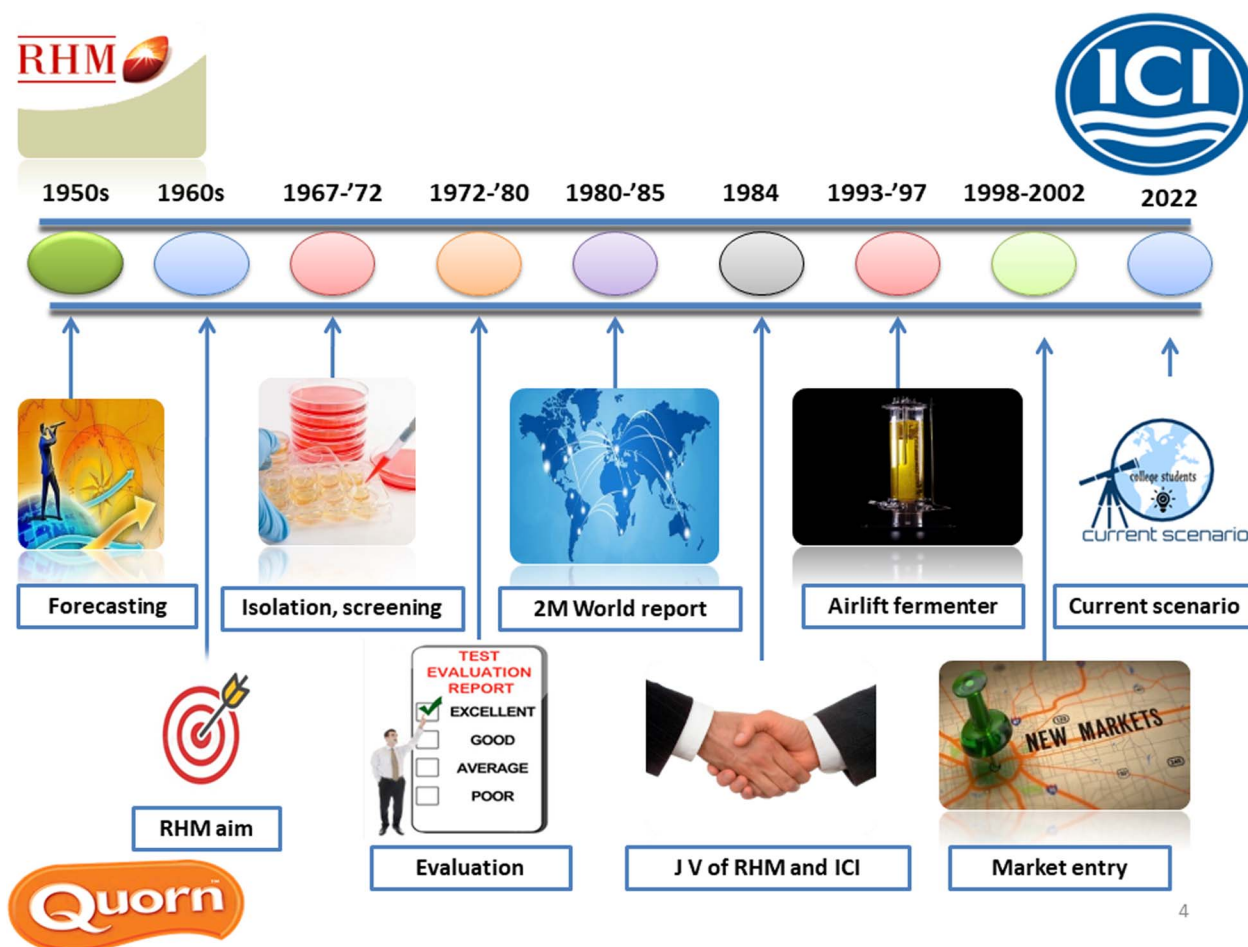 RHM
ICI
1950s
1960s
1967-’72
1972-’80
1980-’85
1984
1993-’97
1998-2002
2022
college students
current scenario
Forecasting
Isolation, screening
2M World report
Airlift fermenter
Current scenario
TEST
EVALUATION
REPORT
EXCELLENT
GOOD
AVERAGE
POOR
NEW MARKETS
RHM aim
Evaluation
J V of RHM and ICI
Market entry
Quorn™
4